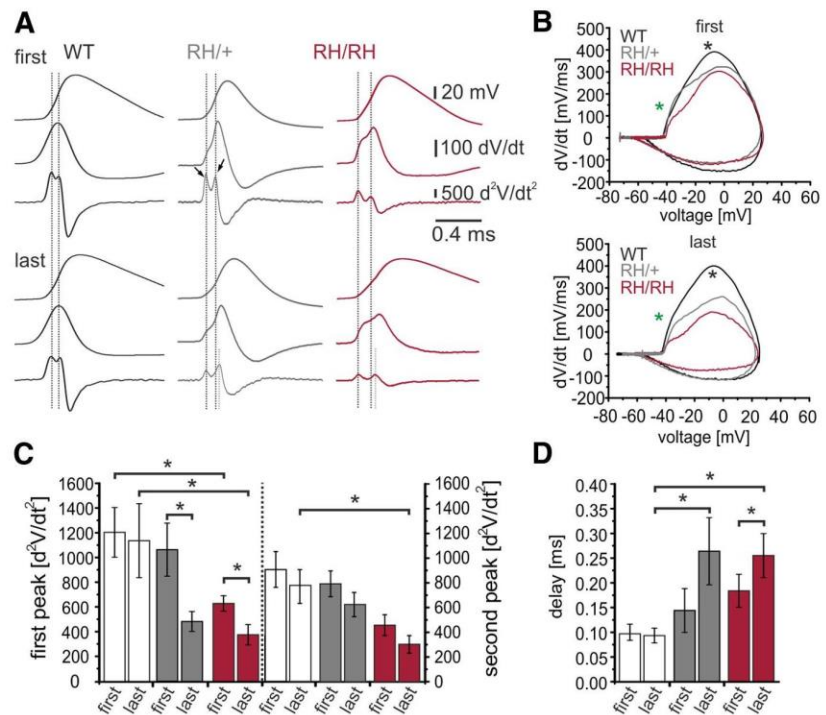 A
first WT RH/+ RH/RH
20 mV
100 dV/dt
500 d²V/dt²
0.4 ms
last
B
first
WT
RH/+
RH/RH
*
*
dV/dt [mV/ms]
500
400
300
200
100
0
-100
-200
-80 -60 -40 -20 0 20 40 60
voltage [mV]
last
WT
RH/+
RH/RH
*
*
dV/dt [mV/ms]
500
400
300
200
100
0
-100
-200
-80 -60 -40 -20 0 20 40 60
voltage [mV]
C
first peak [d²V/dt²]
1600
1400
1200
1000
800
600
400
200
0
*
*
*
*
*
second peak [d²V/dt²]
1600
1400
1200
1000
800
600
400
200
0
first last first last first last first last first last first last
D
delay [ms]
0.40
0.35
0.30
0.25
0.20
0.15
0.10
0.05
0.00
*
*
*
first last first last first last